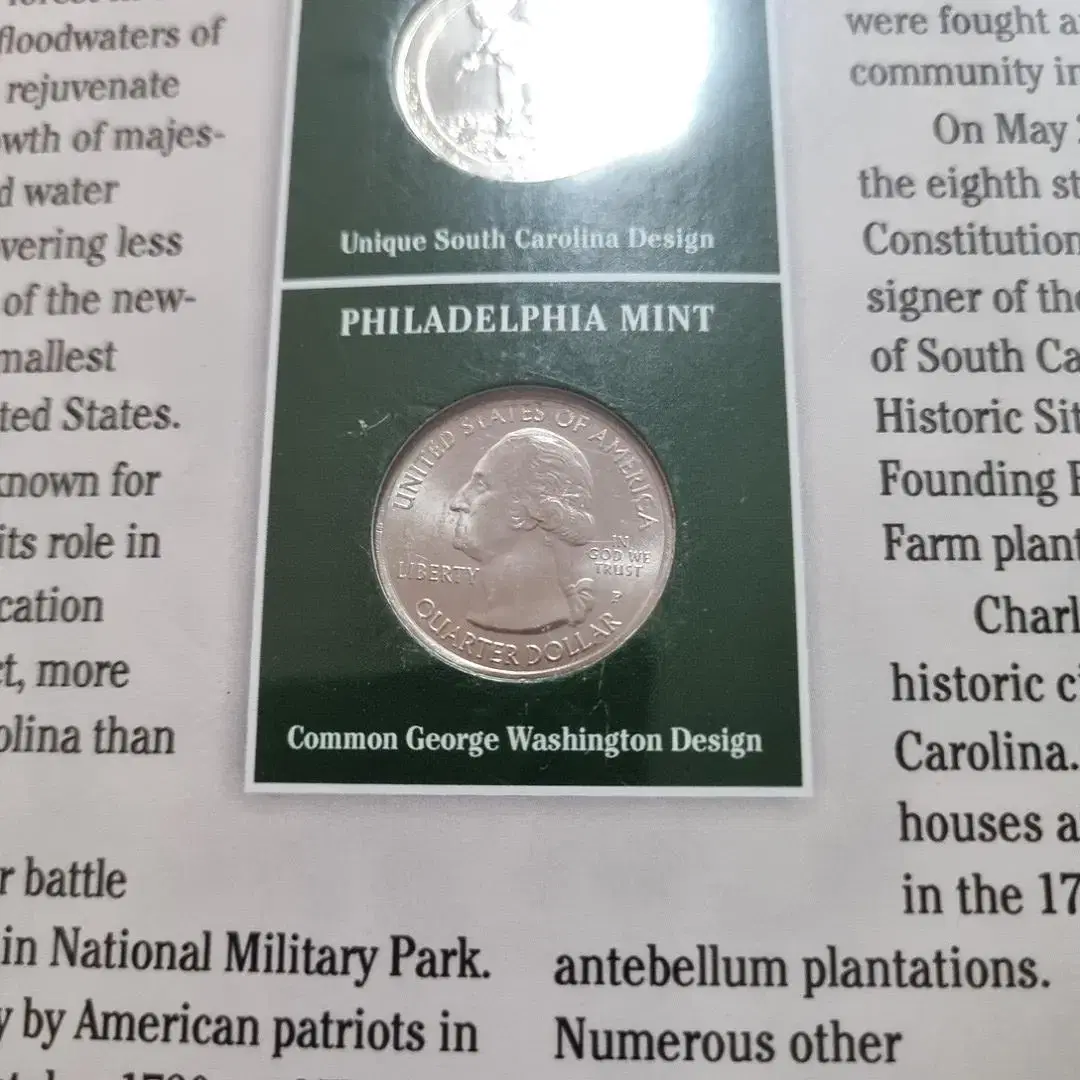 floodwaters of
rejuvenate
wth of majes-
d water
vering less
of the new-
mallest
ted States.
known for
its role in
cation
t, more
olina than
r battle
in National Military Park.
y by American patriots in
Unique South Carolina Design
PHILADELPHIA MINT
UNITED STATES OF AMERICA
LIBERTY
IN
GOD WE
TRUST
P
QUARTER DOLLAR
Common George Washington Design
were fought a
community in
On May
the eighth st
Constitution
signer of the
of South Ca
Historic Sit
Founding F
Farm plant
Charl
historic ci
Carolina.
houses a
in the 17
antebellum plantations.
Numerous other